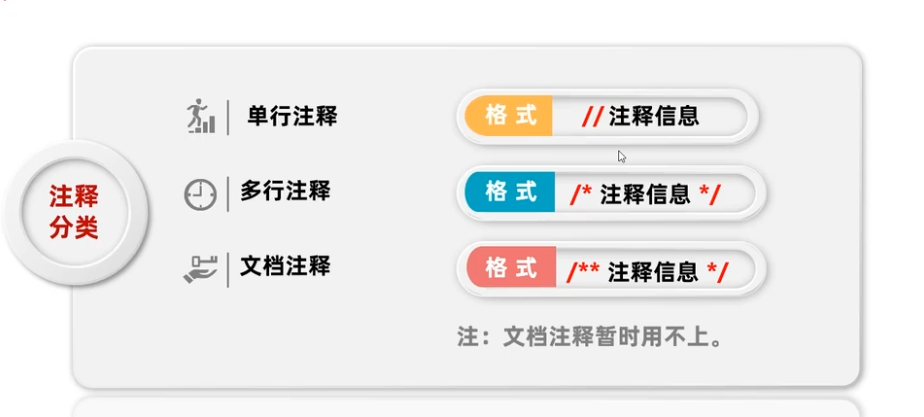 单行注释 格式 //注释信息
注释
分类
多行注释 格式 /* 注释信息 */
文档注释 格式 /** 注释信息 */
注：文档注释暂时用不上。